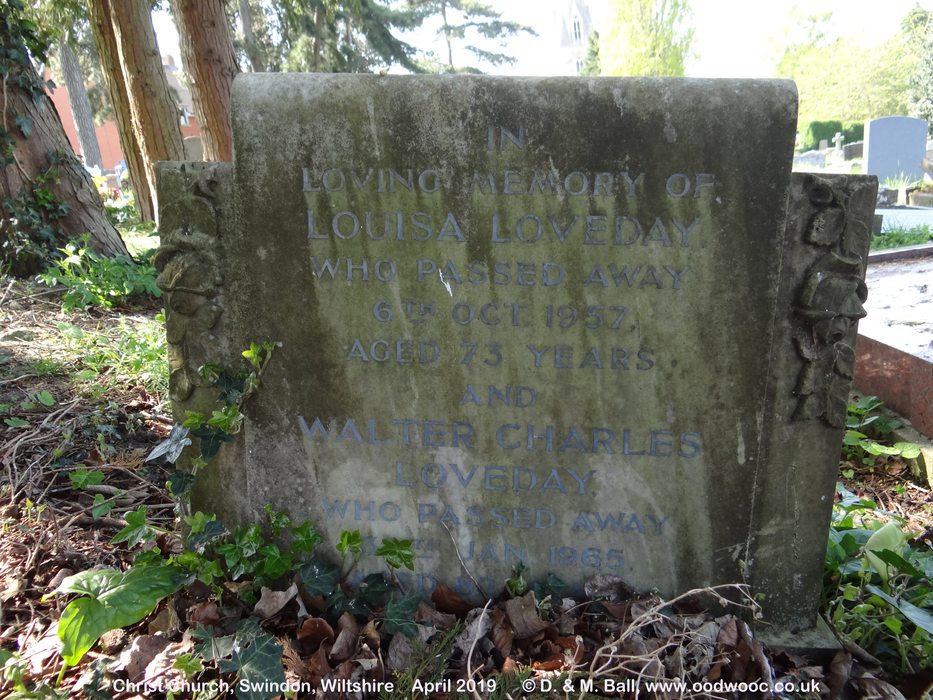 IN
LOVING MEMORY OF
LOUISA LOVEDAY,
WHO PASSED AWAY
6TH OCT. 1957,
AGED 73 YEARS.
AND
WALTER CHARLES
LOVEDAY
WHO PASSED AWAY
JAN 1965
Christ Church, Swindon, Wiltshire April 2019 © D. & M. Ball, www.oodwooc.co.uk